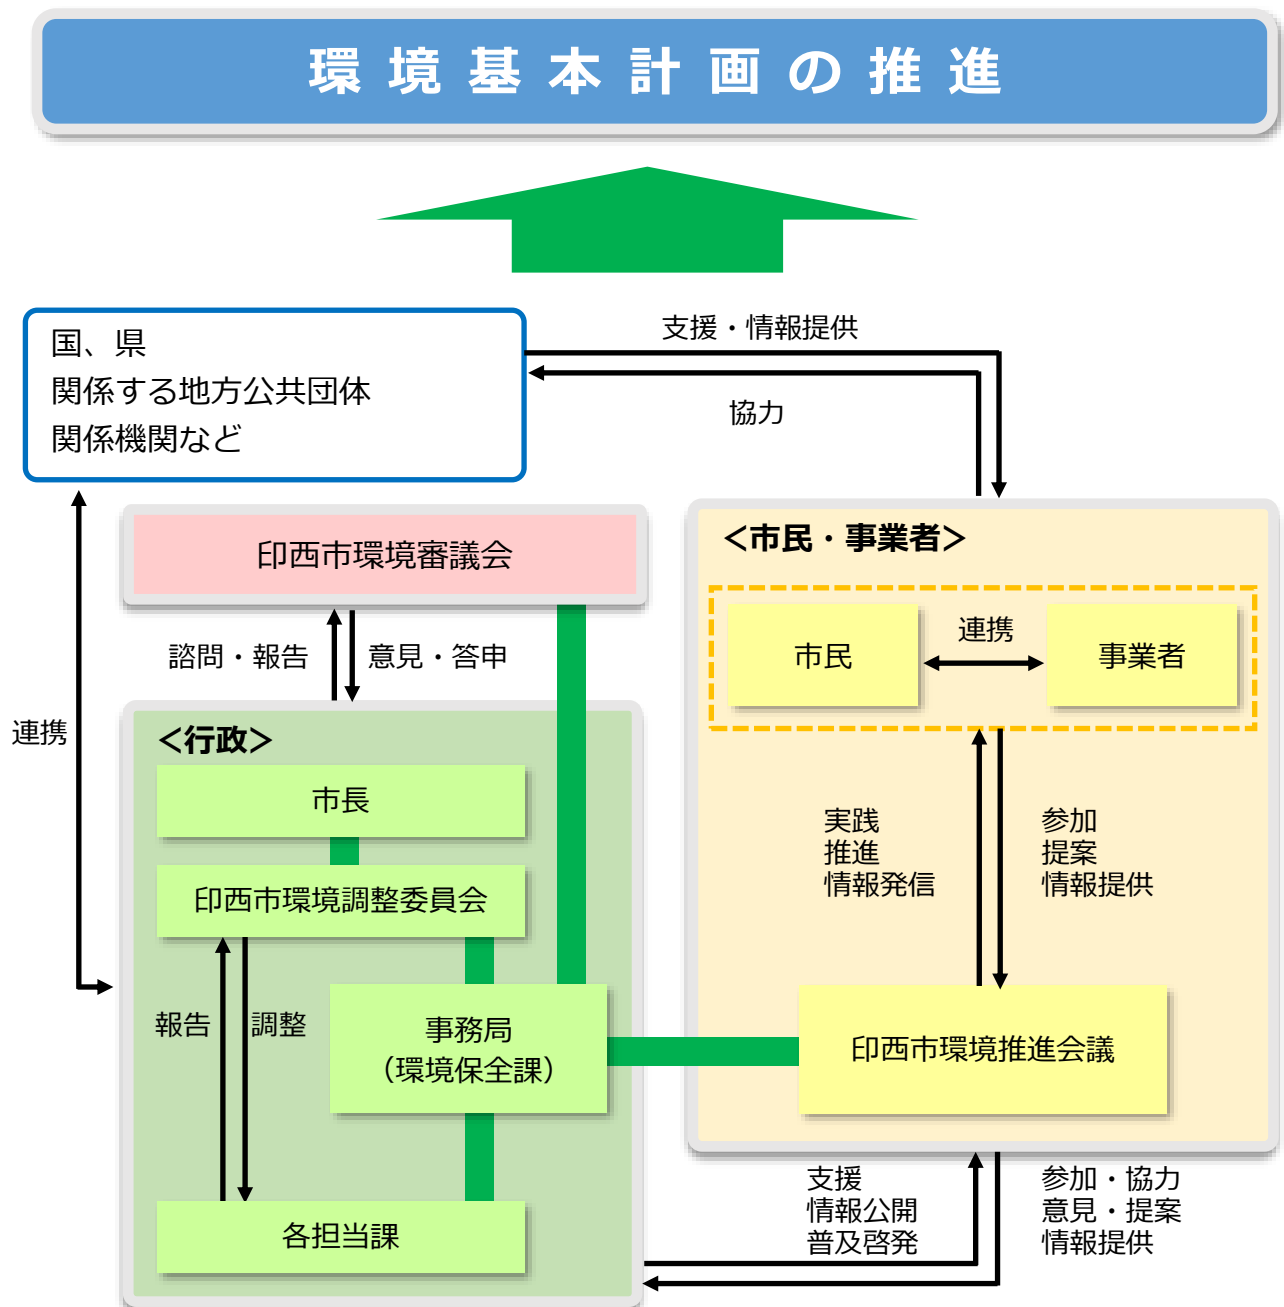 環境基本計画の推進
国、県
関係する地方公共団体
関係機関など
支援・情報提供
協力
連携
印西市環境審議会
諮問・報告
意見・答申
＜行政＞
市長
印西市環境調整委員会
報告
調整
事務局
（環境保全課）
各担当課
＜市民・事業者＞
市民
連携
事業者
実践
推進
情報発信
参加
提案
情報提供
印西市環境推進会議
支援
情報公開
普及啓発
参加・協力
意見・提案
情報提供